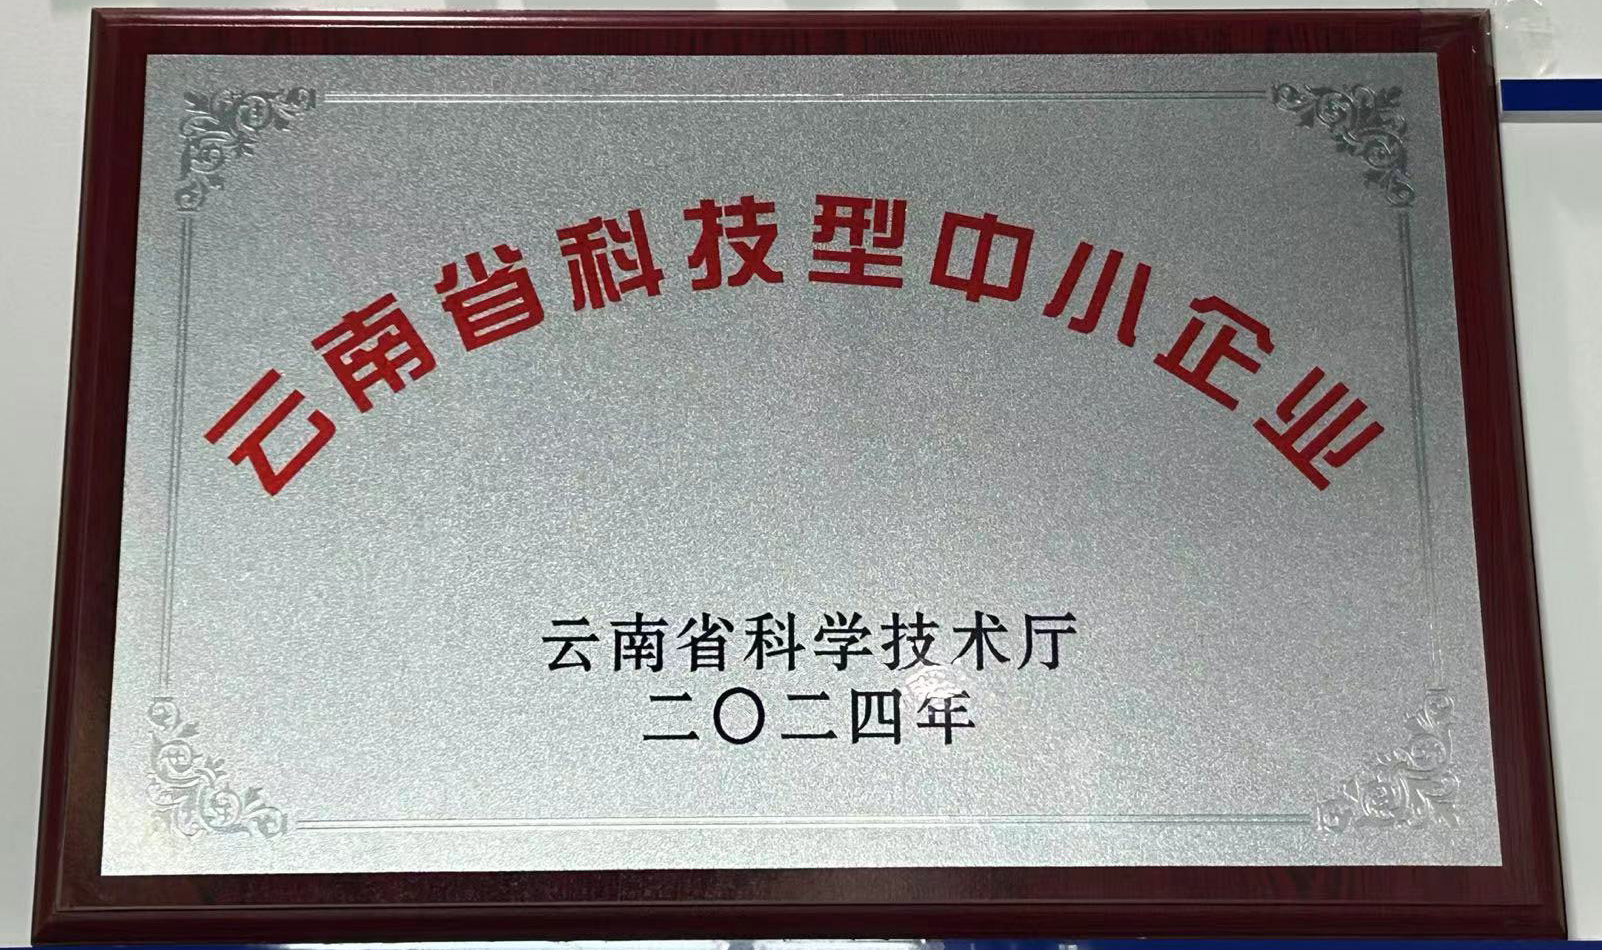 云南省科技型中小企业
云南省科学技术厅
二〇二四年